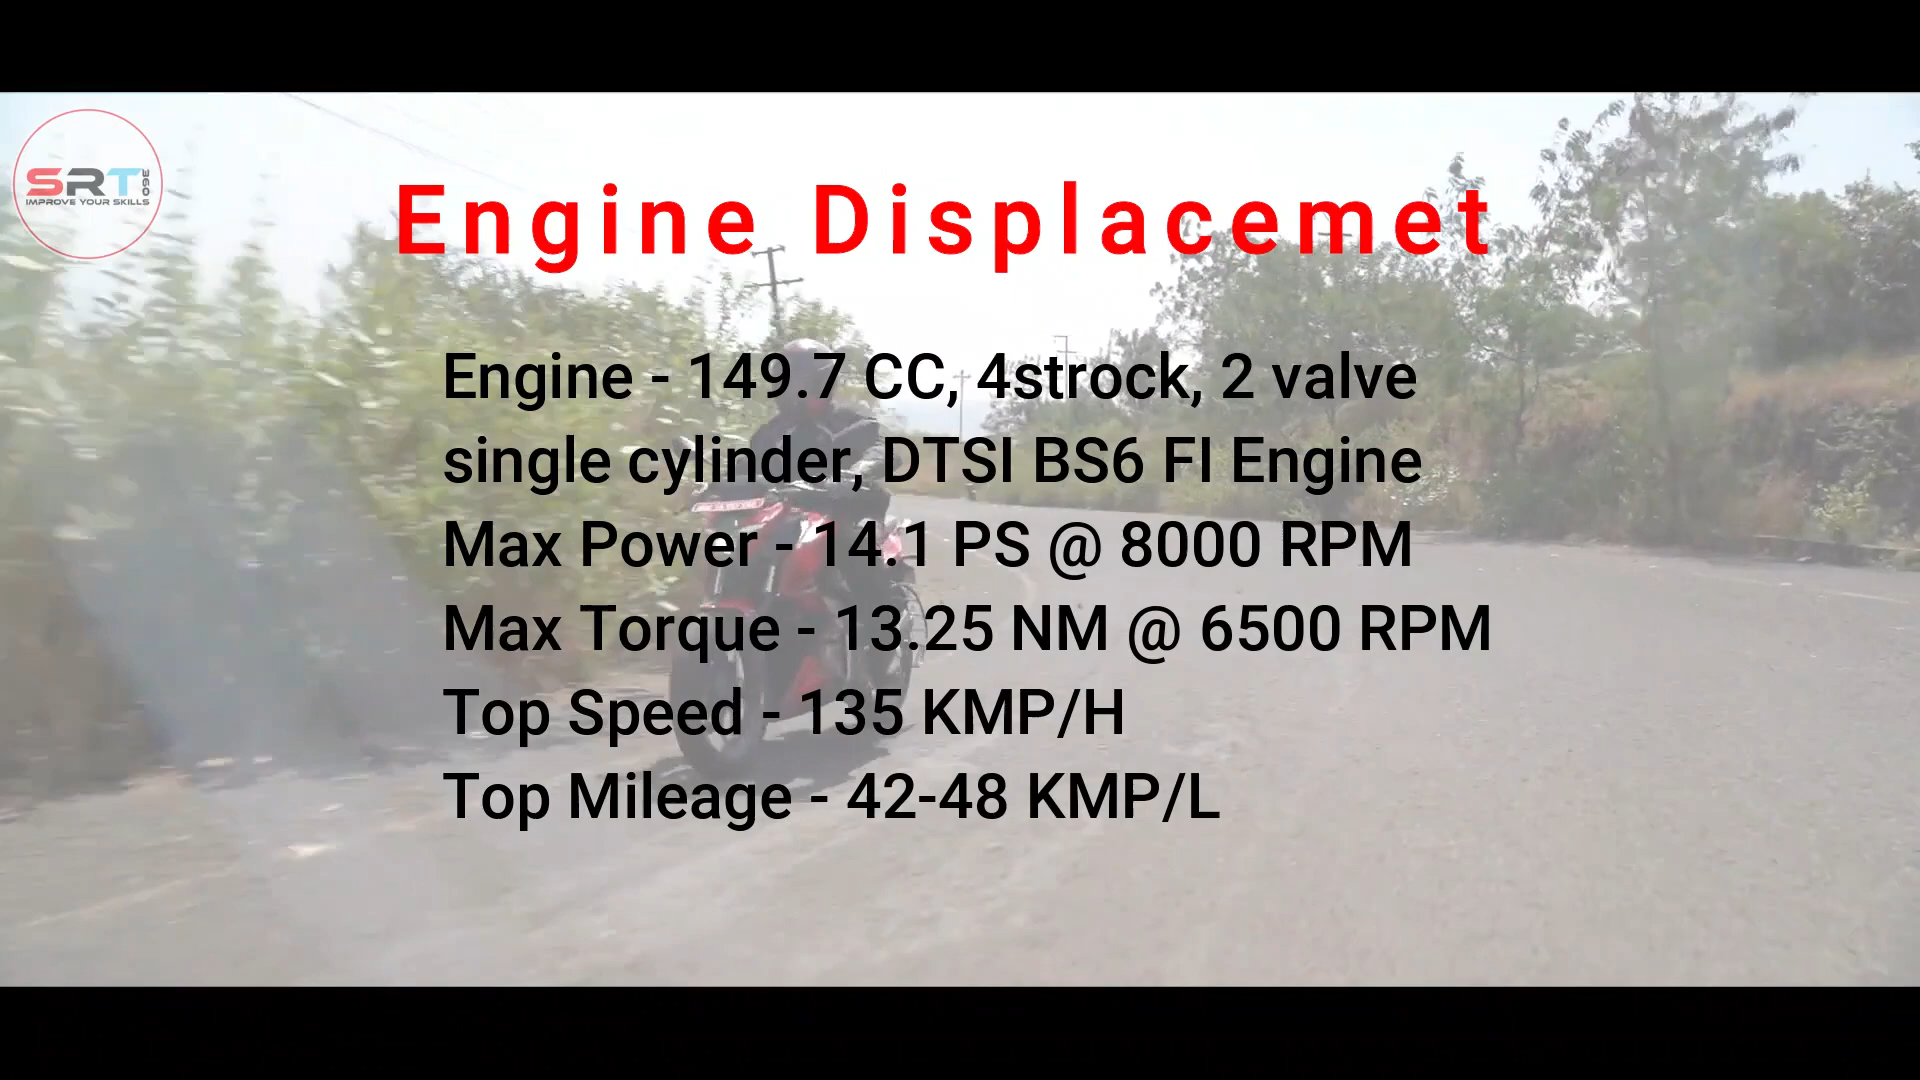 SRT 360
IMPROVE YOUR SKILLS
Engine Displacemet
Engine - 149.7 CC, 4strock, 2 valve
single cylinder, DTSI BS6 FI Engine
Max Power - 14.1 PS @ 8000 RPM
Max Torque - 13.25 NM @ 6500 RPM
Top Speed - 135 KMP/H
Top Mileage - 42-48 KMP/L